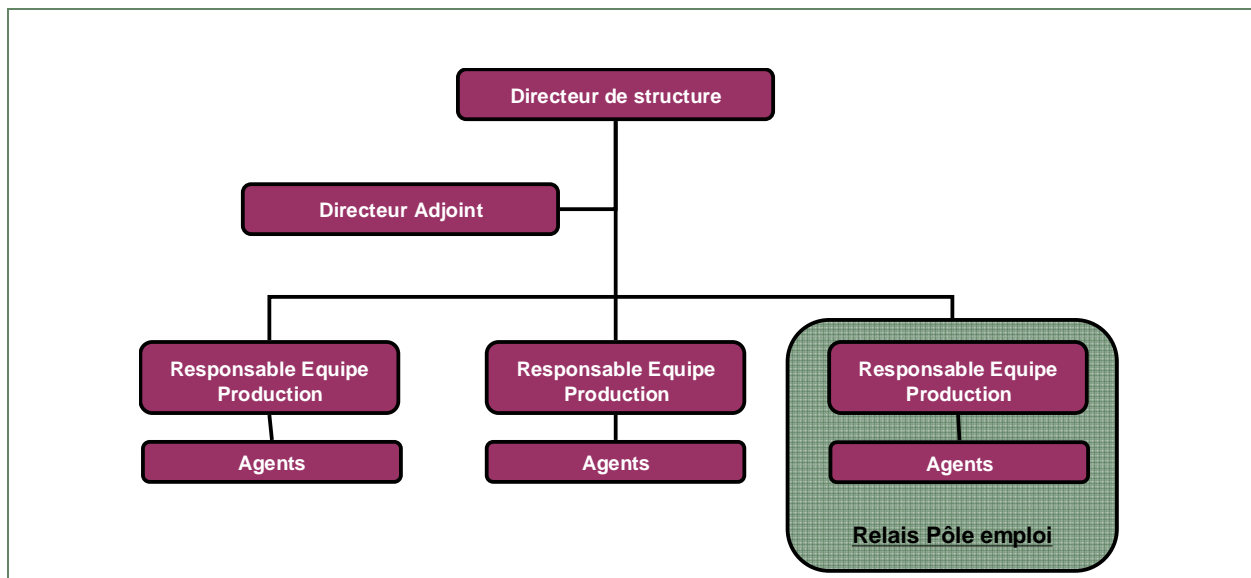 Directeur de structure
Directeur Adjoint
Responsable Equipe
Production
Agents
Responsable Equipe
Production
Agents
Responsable Equipe
Production
Agents
Relais Pôle emploi